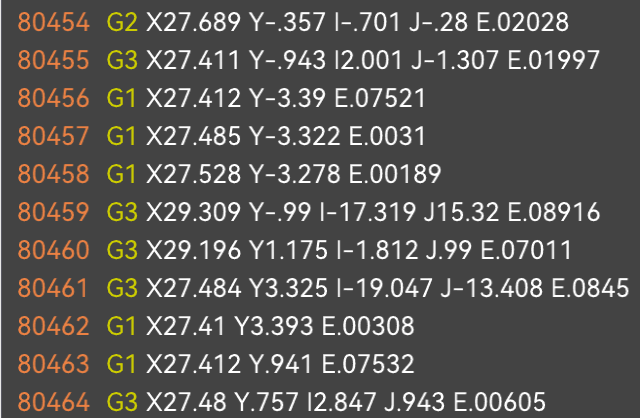 80454 G2 X27.689 Y-.357 I-.701 J-.28 E.02028
80455 G3 X27.411 Y-.943 I2.001 J-1.307 E.01997
80456 G1 X27.412 Y-3.39 E.07521
80457 G1 X27.485 Y-3.322 E.0031
80458 G1 X27.528 Y-3.278 E.00189
80459 G3 X29.309 Y-.99 I-17.319 J15.32 E.08916
80460 G3 X29.196 Y1.175 I-1.812 J.99 E.07011
80461 G3 X27.484 Y3.325 I-19.047 J-13.408 E.0845
80462 G1 X27.41 Y3.393 E.00308
80463 G1 X27.412 Y.941 E.07532
80464 G3 X27.48 Y.757 I2.847 J.943 E.00605